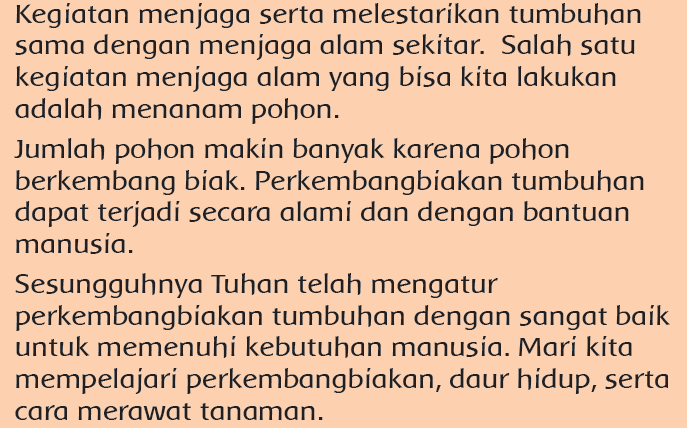 Kegiatan menjaga serta melestarikan tumbuhan
sama dengan menjaga alam sekitar.  Salah satu
kegiatan menjaga alam yang bisa kita lakukan
adalah menanam pohon.
Jumlah pohon makin banyak karena pohon
berkembang biak. Perkembangbiakan tumbuhan
dapat terjadi secara alami dan dengan bantuan
manusia.
Sesungguhnya Tuhan telah mengatur
perkembangbiakan tumbuhan dengan sangat baik
untuk memenuhi kebutuhan manusia. Mari kita
mempelajari perkembangbiakan, daur hidup, serta
cara merawat tanaman.